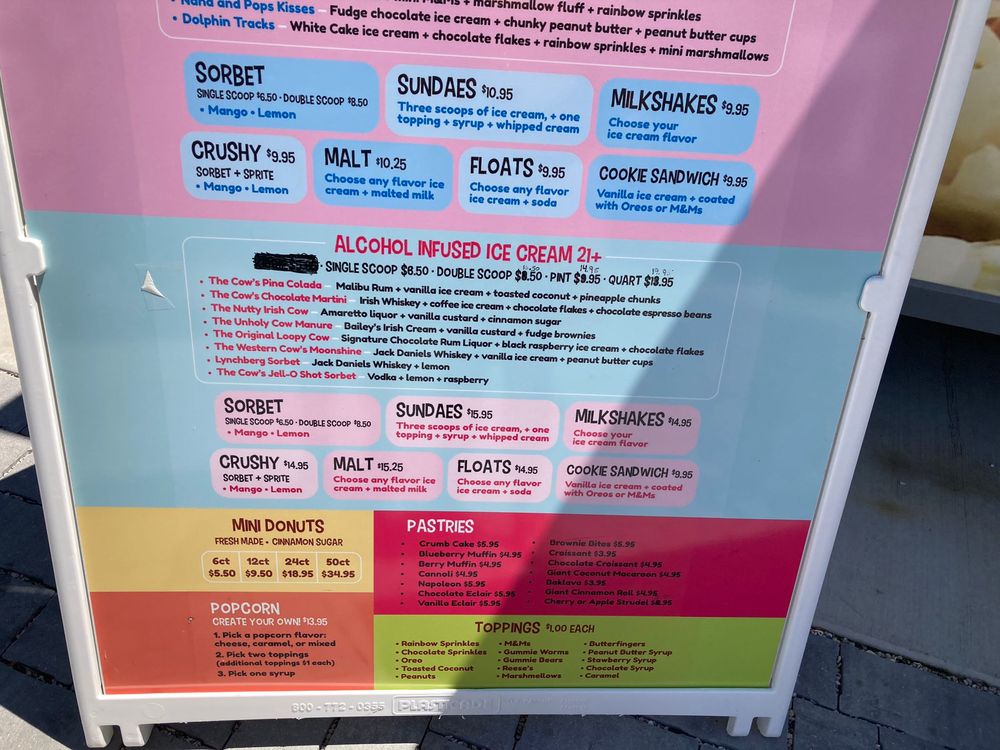 Nana and Pops Kisses – Fudge chocolate ice cream + chunky peanut butter + peanut butter cups
M&Ms + marshmallow fluff + rainbow sprinkles
• Dolphin Tracks – White Cake ice cream + chocolate flakes + rainbow sprinkles + mini marshmallows
SORBET
SINGLE SCOOP $6.50 · DOUBLE SCOOP $8.50
• Mango • Lemon
SUNDAES $10.95
Three scoops of ice cream, + one
topping + syrup + whipped cream
MILKSHAKES $9.95
Choose your
ice cream flavor
CRUSHY $9.95
SORBET + SPRITE
• Mango • Lemon
MALT $10.25
Choose any flavor ice
cream + malted milk
FLOATS $9.95
Choose any flavor
ice cream + soda
COOKIE SANDWICH $9.95
Vanilla ice cream + coated
with Oreos or M&Ms
ALCOHOL INFUSED ICE CREAM 21+
· SINGLE SCOOP $8.50 · DOUBLE SCOOP .50 · PINT 14.95 · QUART
• The Cow's Pina Colada – Malibu Rum + vanilla ice cream + toasted coconut + pineapple chunks
• The Cow's Chocolate Martini – Irish Whiskey + coffee ice cream + chocolate flakes + chocolate espresso beans
• The Nutty Irish Cow – Amaretto liquor + vanilla custard + cinnamon sugar
• The Unholy Cow Manure – Bailey's Irish Cream + vanilla custard + fudge brownies
• The Original Loopy Cow – Signature Chocolate Rum Liquor + black raspberry ice cream + chocolate flakes
• The Western Cow's Moonshine – Jack Daniels Whiskey + vanilla ice cream + peanut butter cups
• Lynchberg Sorbet – Jack Daniels Whiskey + lemon
• The Cow's Jell-O Shot Sorbet – Vodka + lemon + raspberry
SORBET
SINGLE SCOOP $6.50 · DOUBLE SCOOP $8.50
• Mango • Lemon
SUNDAES $15.95
Three scoops of ice cream, + one
topping + syrup + whipped cream
MILKSHAKES $14.95
Choose your
ice cream flavor
CRUSHY $14.95
SORBET + SPRITE
• Mango • Lemon
MALT $15.25
Choose any flavor ice
cream + malted milk
FLOATS $14.95
Choose any flavor
ice cream + soda
COOKIE SANDWICH $9.95
Vanilla ice cream + coated
with Oreos or M&Ms
MINI DONUTS
FRESH MADE • CINNAMON SUGAR
6ct 12ct 24ct 50ct
$5.50 $9.50 $18.95 $34.95
POPCORN
CREATE YOUR OWN! $13.95
1. Pick a popcorn flavor:
cheese, caramel, or mixed
2. Pick two toppings
(additional toppings $1 each)
3. Pick one syrup
PASTRIES
• Crumb Cake $5.95
• Blueberry Muffin $4.95
• Berry Muffin $4.95
• Cannoli $4.95
• Napoleon $5.95
• Chocolate Eclair $5.95
• Vanilla Eclair $5.95
• Brownie Bites $5.95
• Croissant $3.95
• Chocolate Croissant $4.95
• Giant Coconut Macaroon $4.95
• Baklava $3.95
• Giant Cinnamon Roll $4.95
• Cherry or Apple Strudel $8.95
TOPPINGS $1.00 EACH
• Rainbow Sprinkles
• Chocolate Sprinkles
• Oreo
• Toasted Coconut
• Peanuts
• M&Ms
• Gummie Worms
• Gummie Bears
• Reese's
• Marshmallows
• Butterfingers
• Peanut Butter Syrup
• Stawberry Syrup
• Chocolate Syrup
• Caramel
800-772-0355